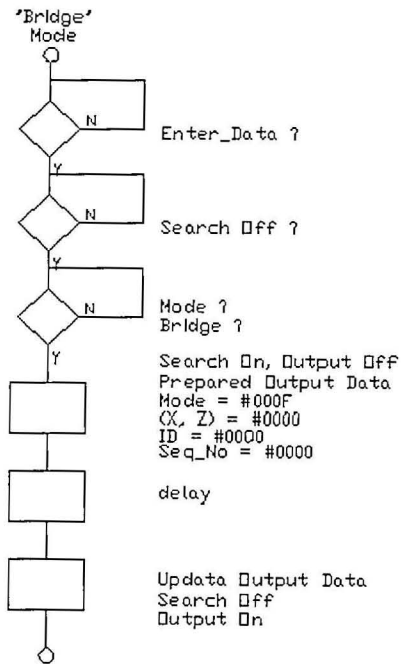 "Bridge"
Mode
N
Enter_Data ?
Y
N
Search Off ?
Y
N
Mode ?
Bridge ?
Y
Search On, Output Off
Prepared Output Data
Mode = #000F
(X, Z) = #0000
ID = #0000
Seq_No = #0000
delay
Updata Output Data
Search Off
Output On